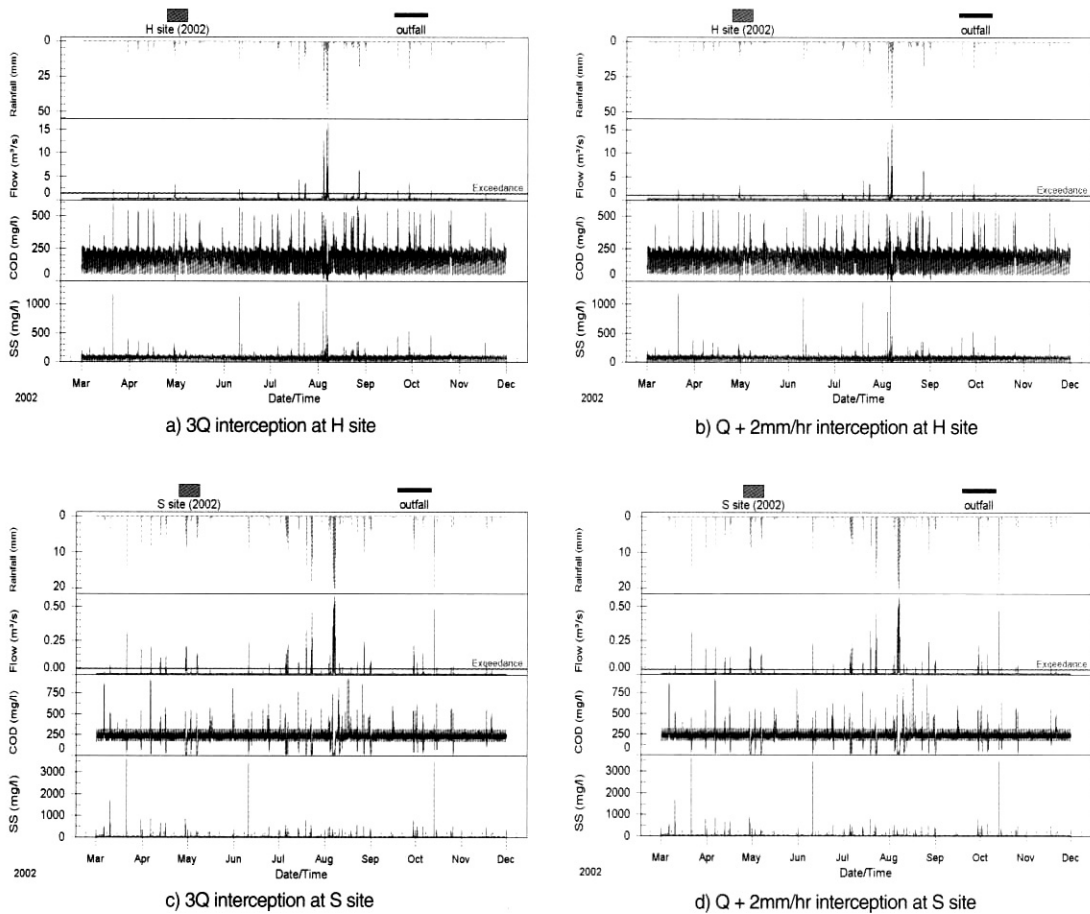 H site (2002) outfall
Rainfall (mm)
0
25
50
Flow (m³/s)
15
10
5
0
Exceedance
COD (mg/l)
500
250
0
SS (mg/l)
1000
500
0
Mar Apr May Jun Jul Aug Sep Oct Nov Dec
2002
Date/Time
a) 3Q interception at H site
H site (2002) outfall
Rainfall (mm)
0
25
50
Flow (m³/s)
15
10
5
0
Exceedance
COD (mg/l)
500
250
0
SS (mg/l)
1000
500
0
Mar Apr May Jun Jul Aug Sep Oct Nov Dec
2002
Date/Time
b) Q + 2mm/hr interception at H site
S site (2002) outfall
Rainfall (mm)
0
10
20
Flow (m³/s)
0.50
0.25
0.00
Exceedance
COD (mg/l)
750
500
250
0
SS (mg/l)
3000
2000
1000
0
Mar Apr May Jun Jul Aug Sep Oct Nov Dec
2002
Date/Time
c) 3Q interception at S site
S site (2002) outfall
Rainfall (mm)
0
10
20
Flow (m³/s)
0.50
0.25
0.00
Exceedance
COD (mg/l)
750
500
250
0
SS (mg/l)
3000
2000
1000
0
Mar Apr May Jun Jul Aug Sep Oct Nov Dec
2002
Date/Time
d) Q + 2mm/hr interception at S site